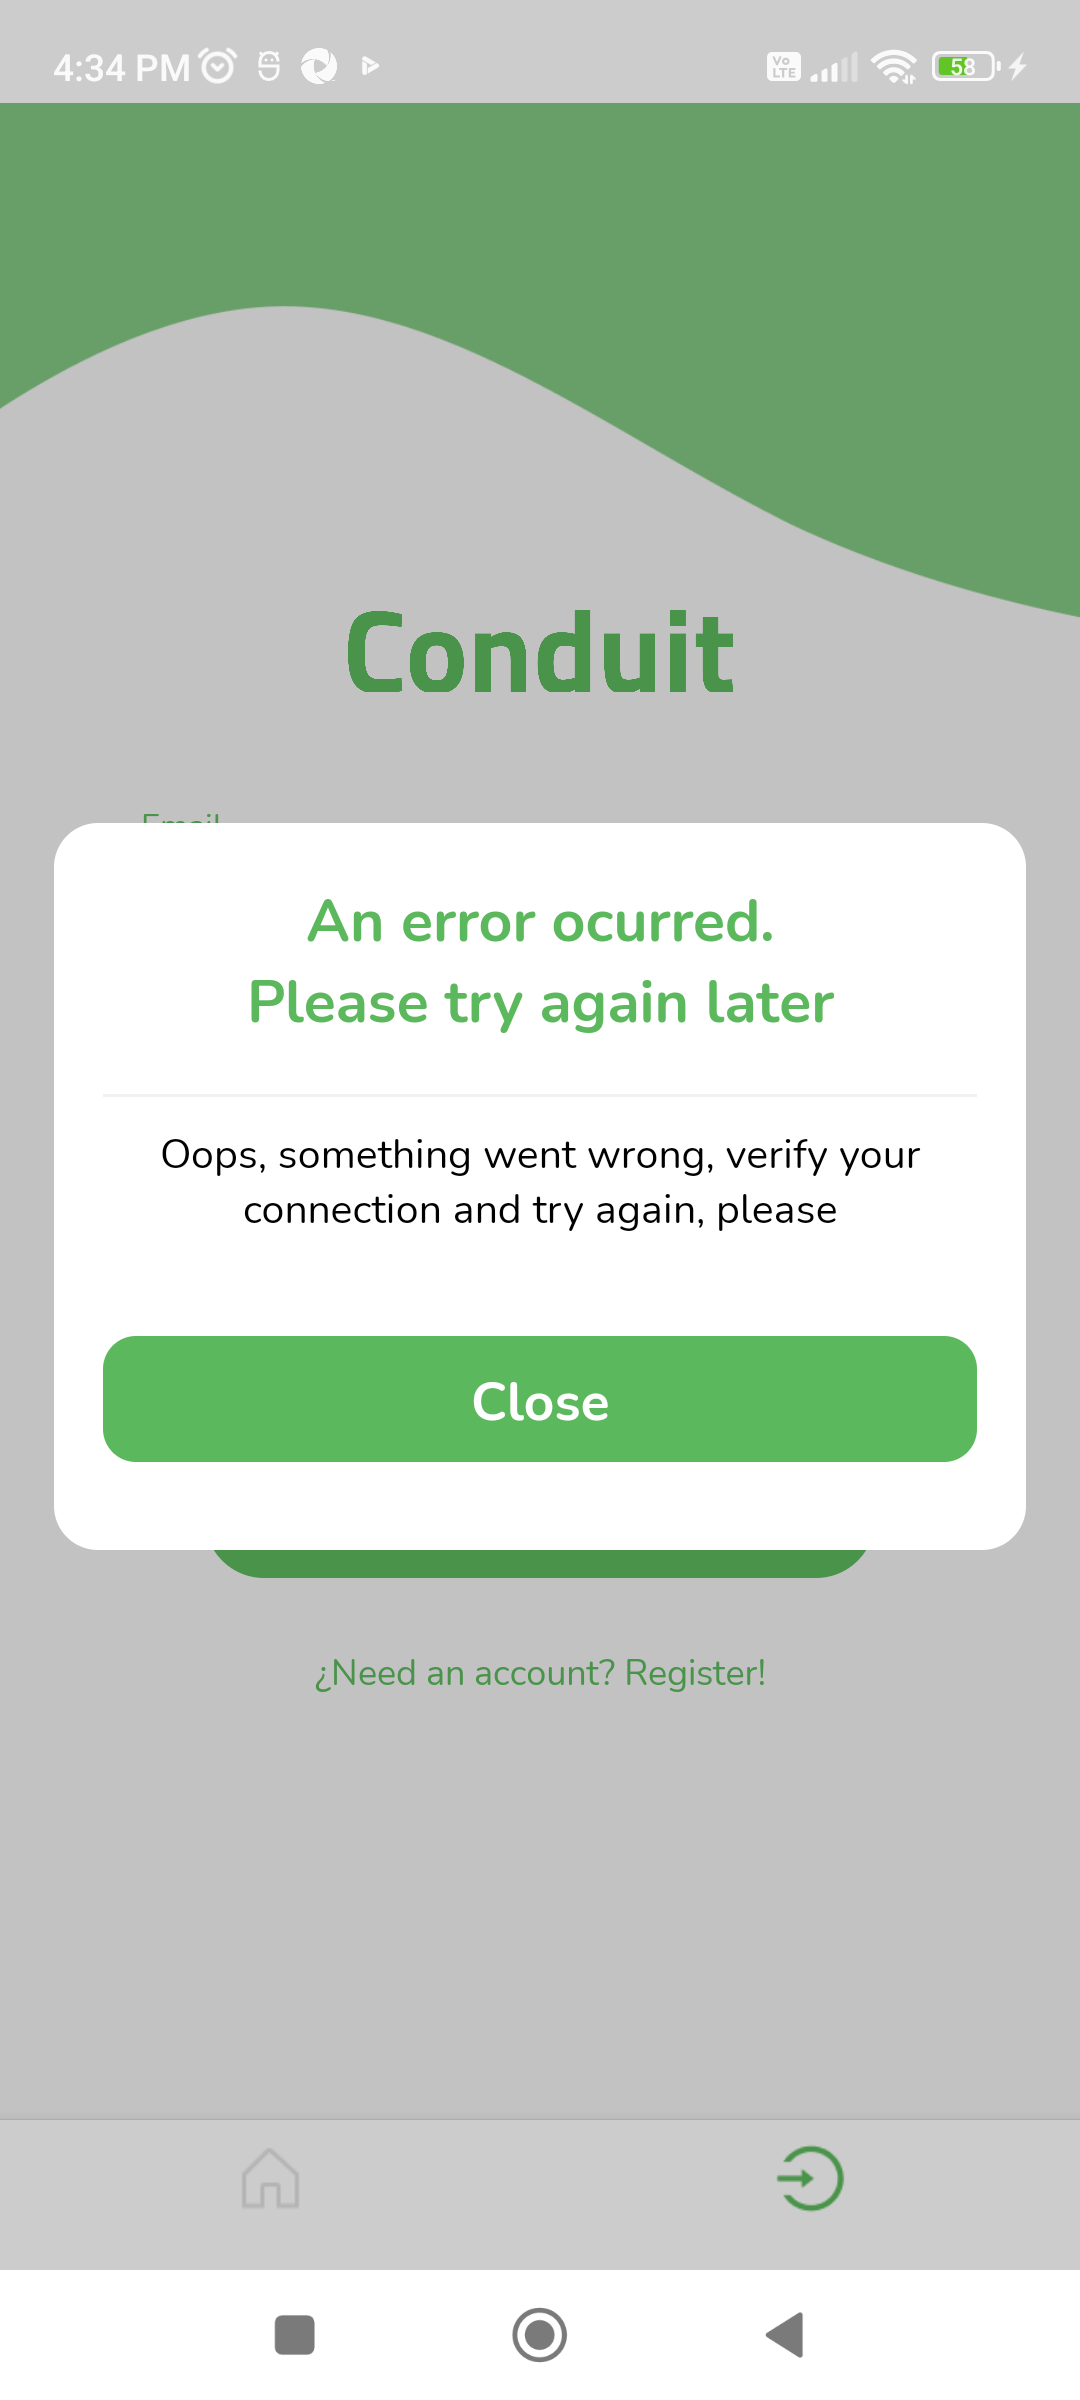 4:34 PM
Vo
LTE
58
Conduit
Email
An error ocurred.
Please try again later
Oops, something went wrong, verify your
connection and try again, please
Close
¿Need an account? Register!